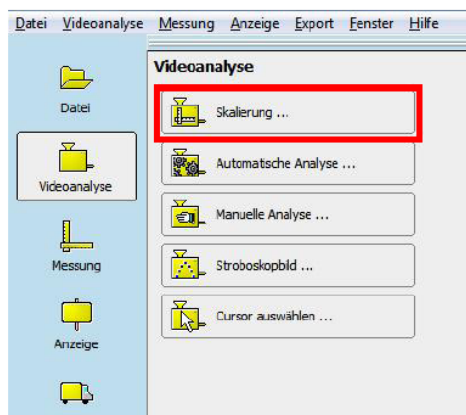 Datei Videoanalyse Messung Anzeige Export Fenster Hilfe
Videoanalyse
Datei
Skalierung ...
Videoanalyse
Automatische Analyse ...
Manuelle Analyse ...
Messung
Stroboskopbild ...
Anzeige
Cursor auswählen ...